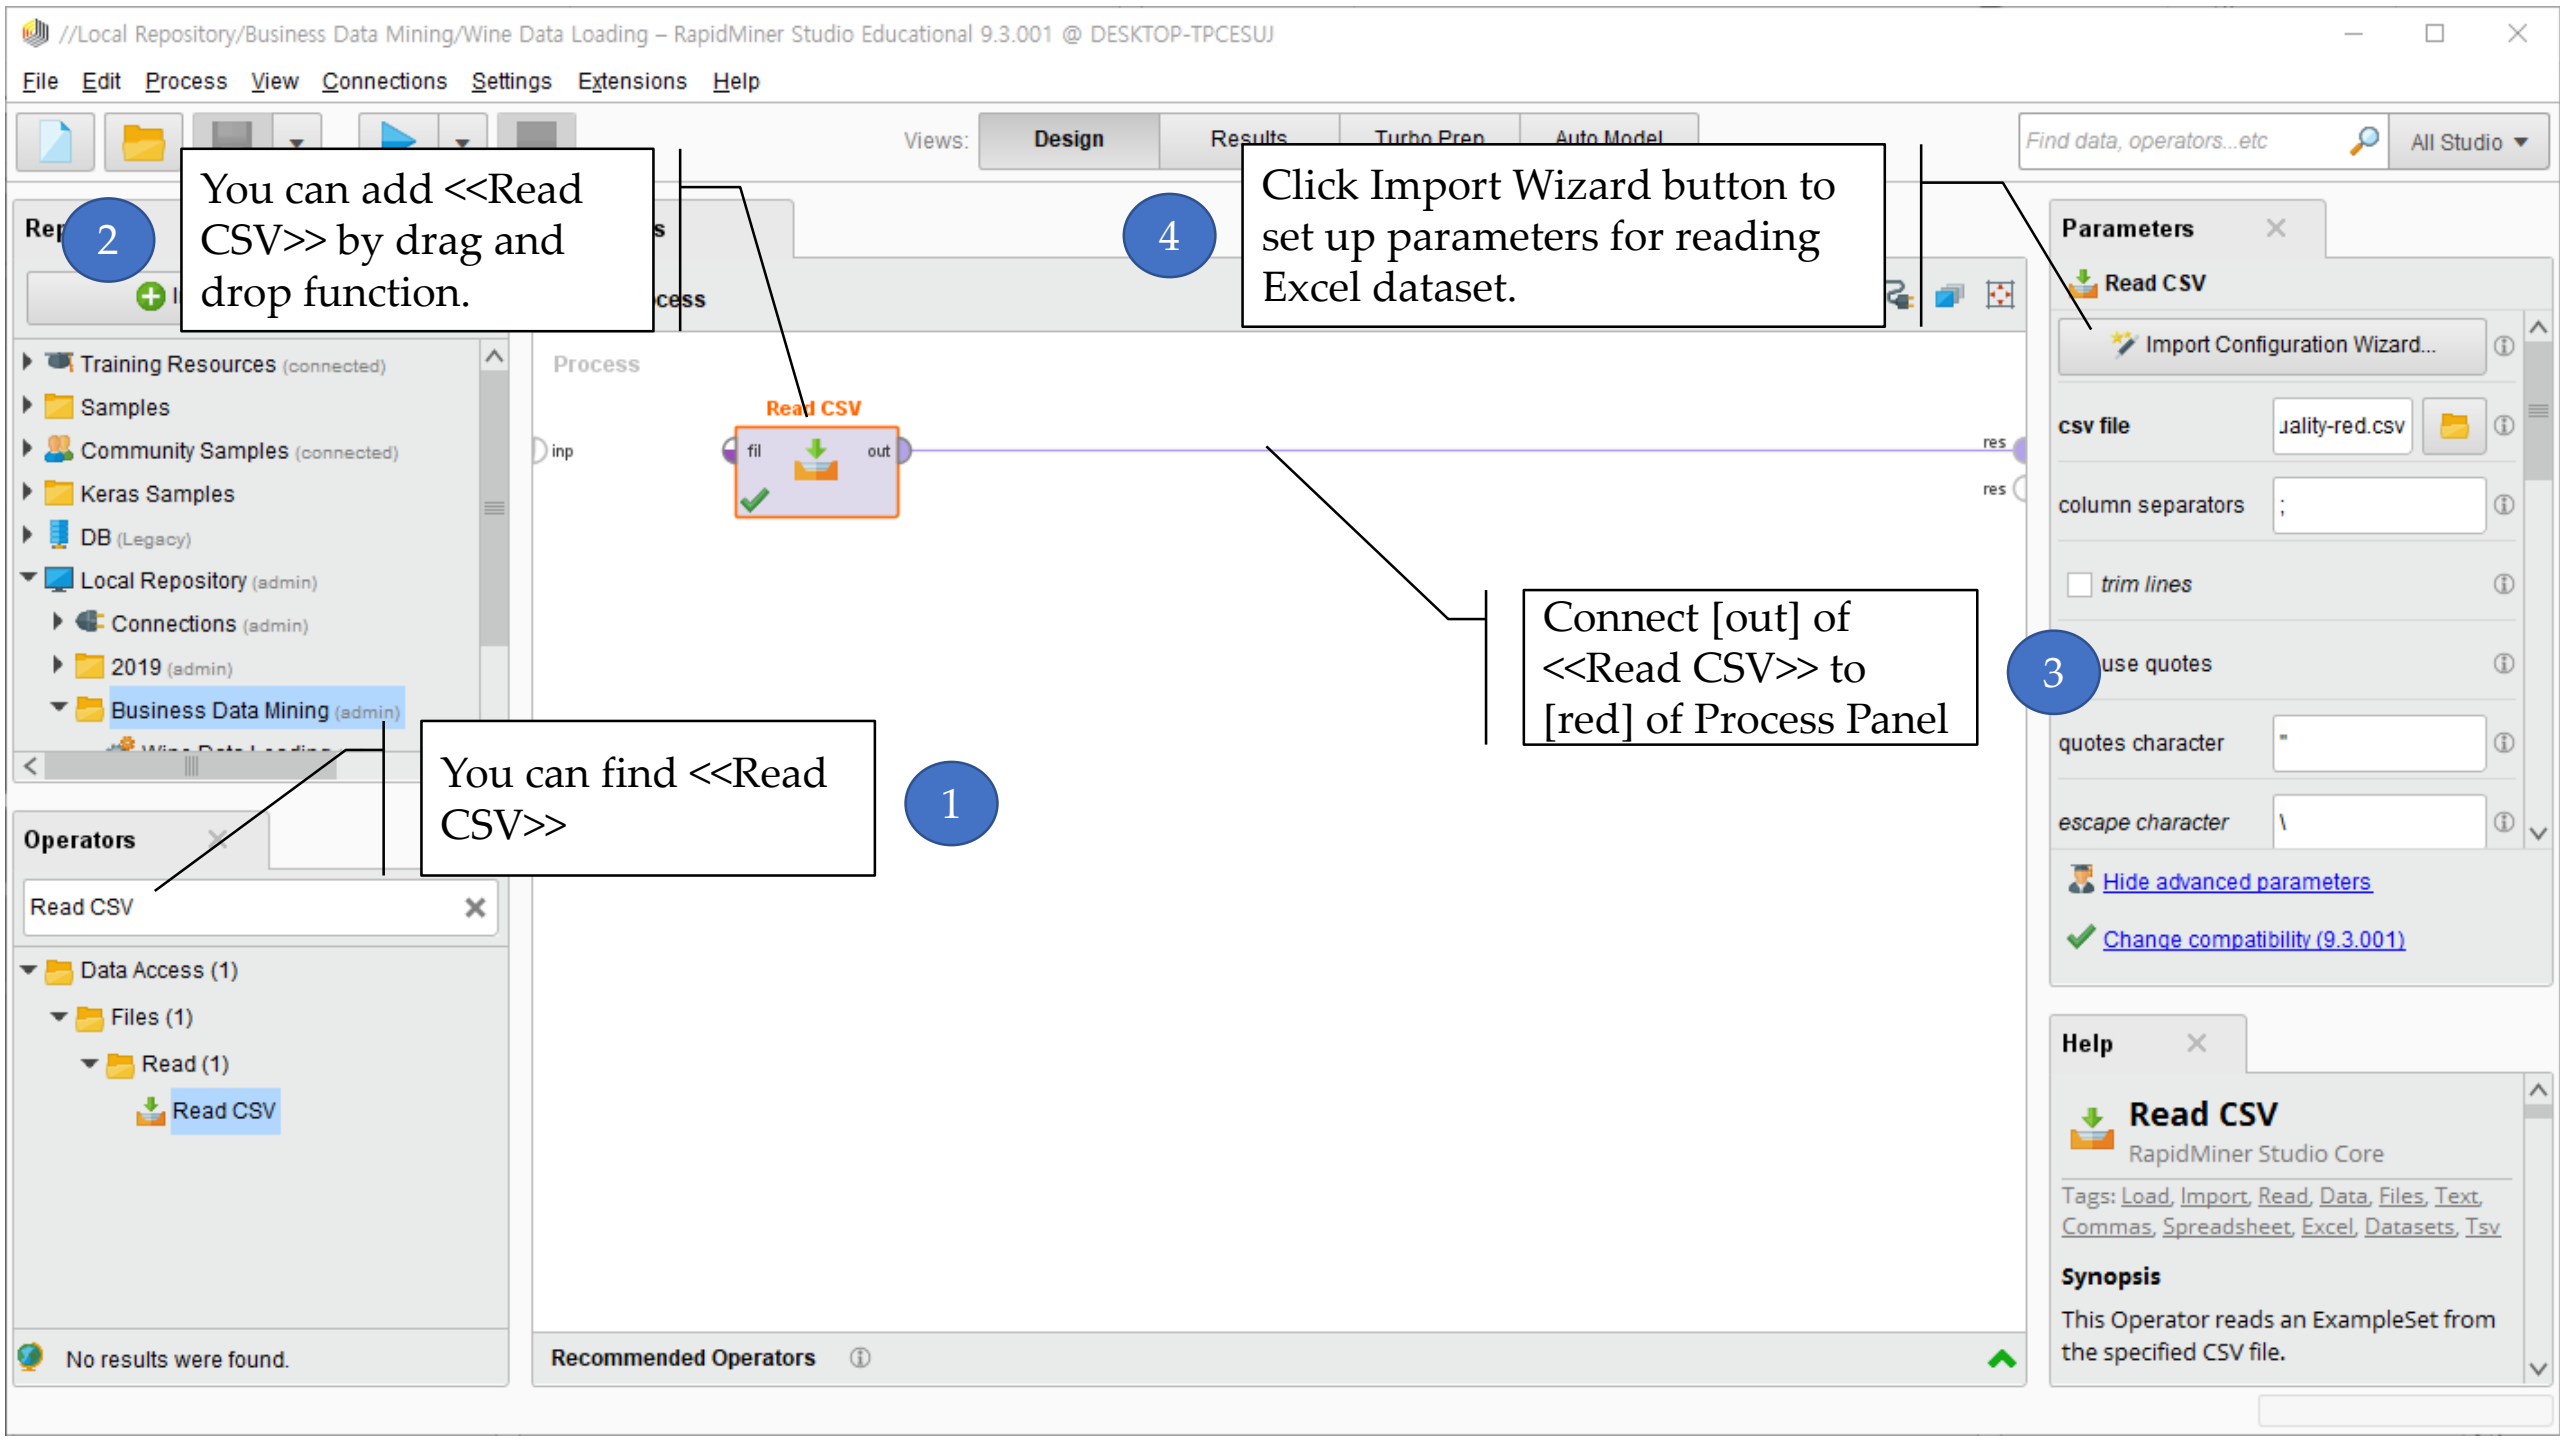 //Local Repository/Business Data Mining/Wine Data Loading – RapidMiner Studio Educational 9.3.001 @ DESKTOP-TPCESUJ
File Edit Process View Connections Settings Extensions Help
Views: Design Results Turbo Prep Auto Model
Find data, operators...etc
All Studio
2
You can add <<Read
CSV>> by drag and
drop function.
4
Click Import Wizard button to
set up parameters for reading
Excel dataset.
Training Resources (connected)
Samples
Community Samples (connected)
Keras Samples
DB (Legacy)
Local Repository (admin)
Connections (admin)
2019 (admin)
Business Data Mining (admin)
Wine Data Loading
1
You can find <<Read
CSV>>
Operators
Read CSV
Data Access (1)
Files (1)
Read (1)
Read CSV
No results were found.
Process
Read CSV
inp
fil
out
res
res
3
Connect [out] of
<<Read CSV>> to
[red] of Process Panel
Recommended Operators
Parameters
Read CSV
Import Configuration Wizard...
csv file
uality-red.csv
column separators
;
trim lines
use quotes
quotes character
"
escape character
\
Hide advanced parameters
Change compatibility (9.3.001)
Help
Read CSV
RapidMiner Studio Core
Tags: Load, Import, Read, Data, Files, Text,
Commas, Spreadsheet, Excel, Datasets, Tsv
Synopsis
This Operator reads an ExampleSet from
the specified CSV file.